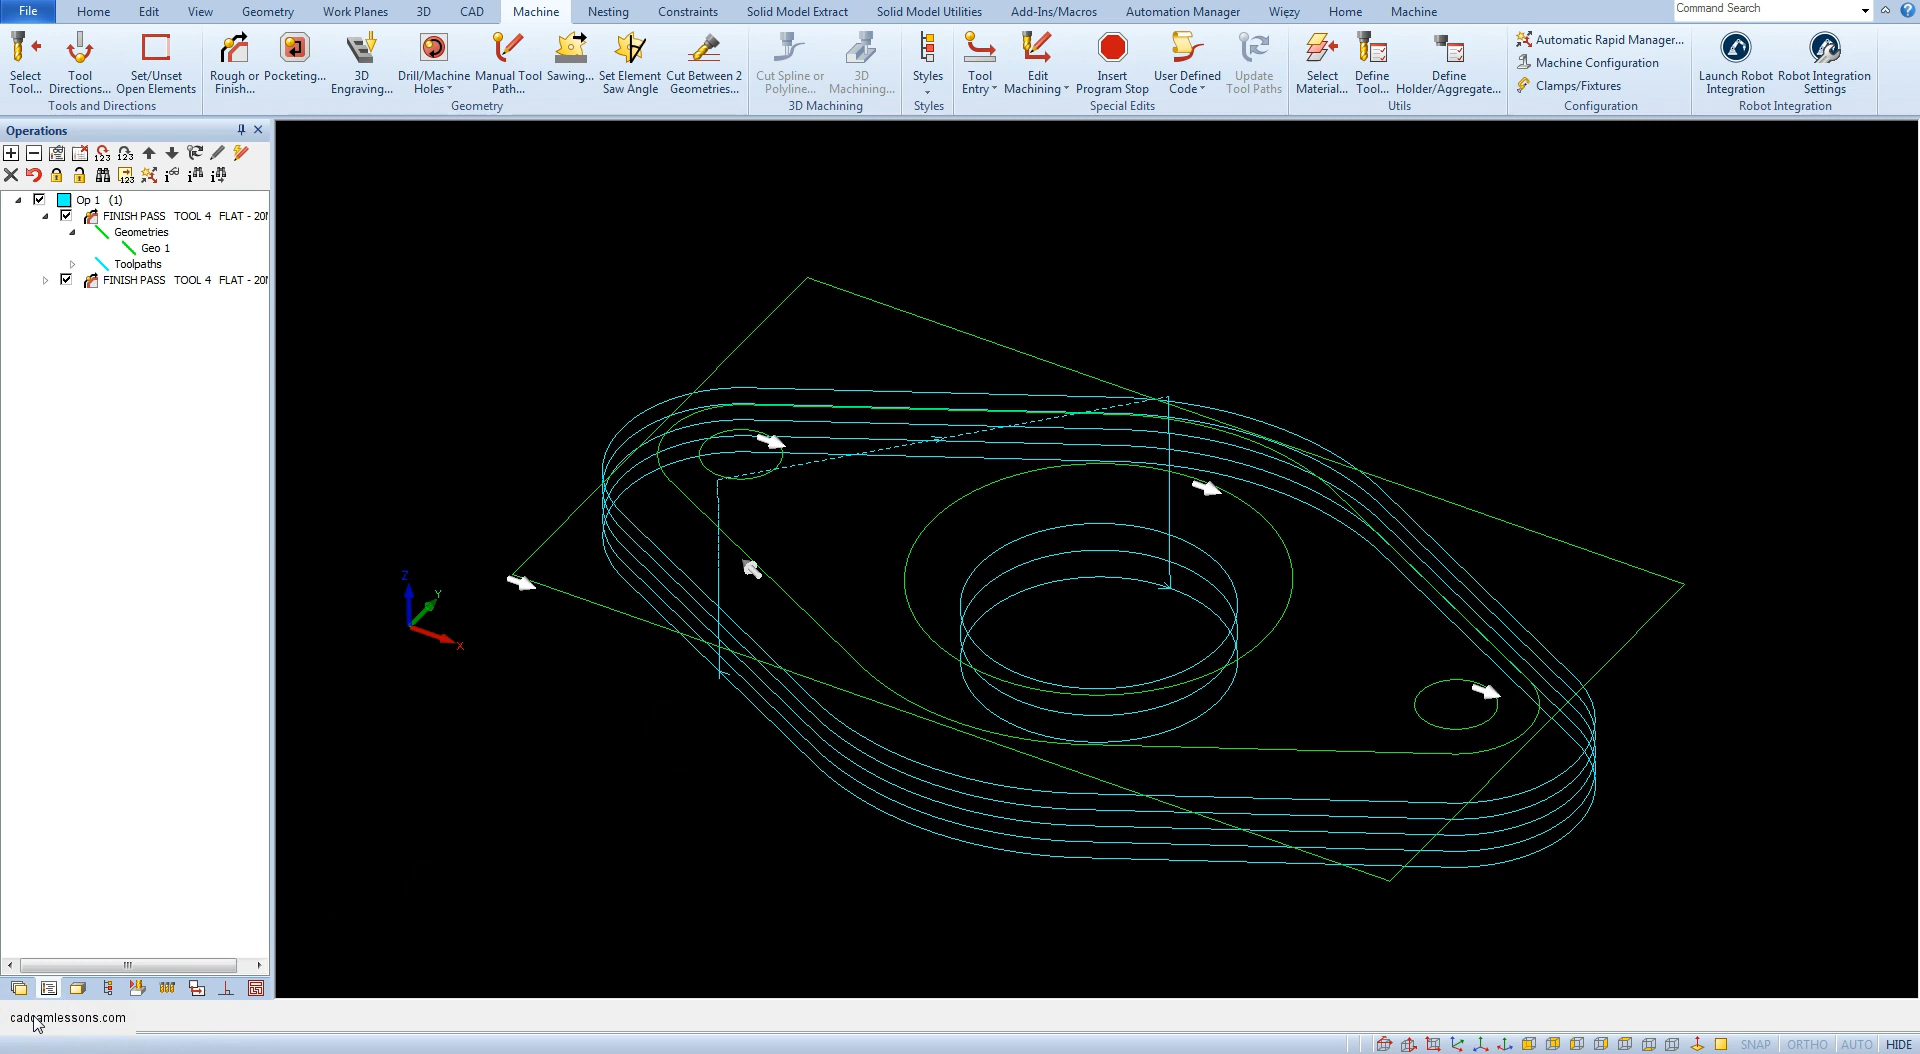 File Home Edit View Geometry Work Planes 3D CAD Machine Nesting Constraints Solid Model Extract Solid Model Utilities Add-Ins/Macros Automation Manager Więzy Home Machine Command Search
Select Tool...
Tool Directions...
Set/Unset Open Elements
Tools and Directions
Rough or Finish...
Pocketing...
3D Engraving...
Drill/Machine Holes
Manual Tool Path...
Sawing...
Set Element Saw Angle
Cut Between 2 Geometries...
Geometry
Cut Spline or Polyline...
3D Machining...
3D Machining
Styles
Styles
Tool Entry
Edit Machining
Insert Program Stop
User Defined Code
Update Tool Paths
Special Edits
Select Material...
Define Tool...
Define Holder/Aggregate...
Utils
Automatic Rapid Manager...
Machine Configuration
Clamps/Fixtures
Configuration
Launch Robot Integration
Robot Integration Settings
Robot Integration
Operations
123 123
123
Op 1 (1)
FINISH PASS TOOL 4 FLAT - 20
Geometries
Geo 1
Toolpaths
FINISH PASS TOOL 4 FLAT - 20
Z
Y
X
cadcamlessons.com
SNAP ORTHO AUTO HIDE